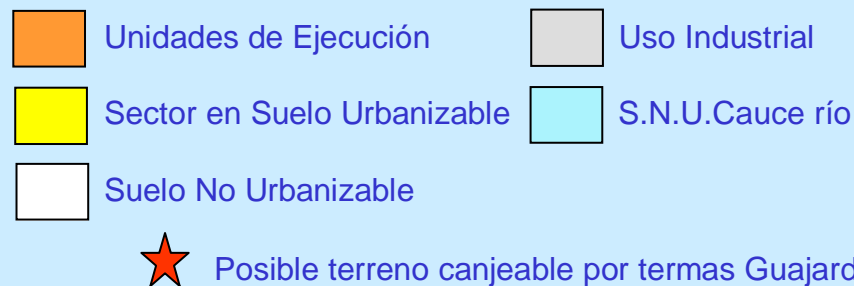 Unidades de Ejecución
Uso Industrial
Sector en Suelo Urbanizable
S.N.U.Cauce río
Suelo No Urbanizable
Posible terreno canjeable por termas Guajard